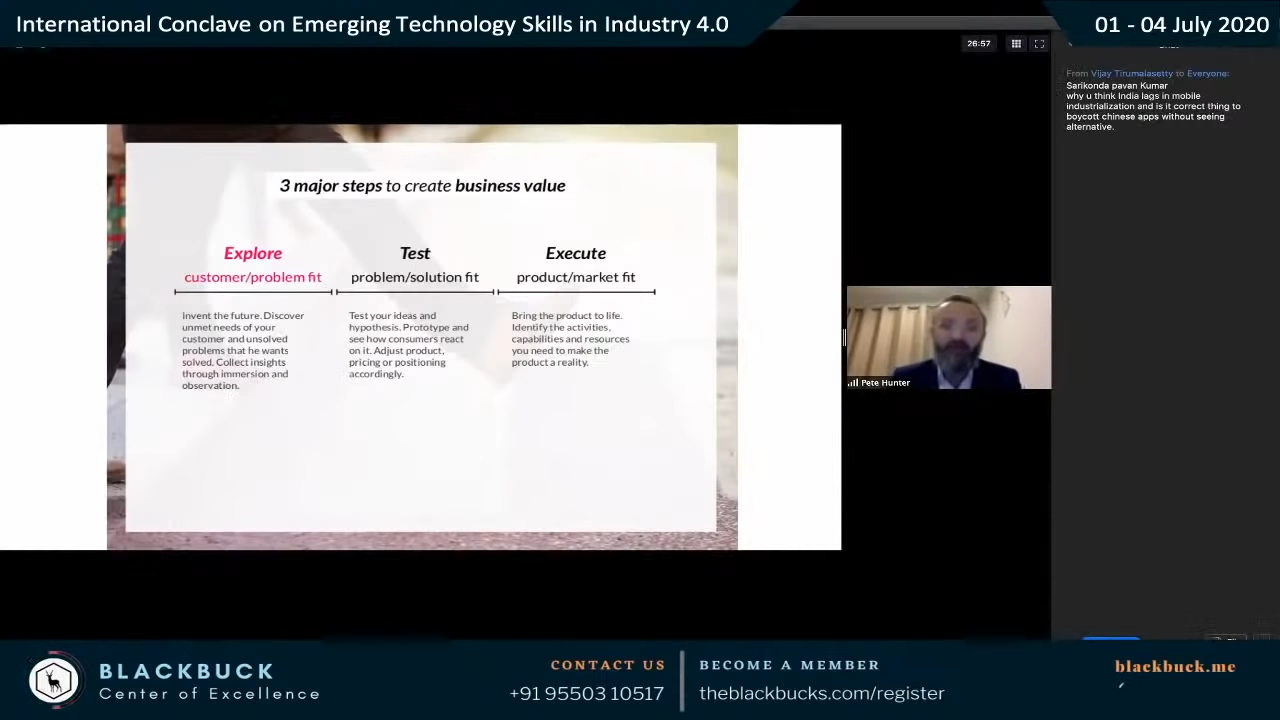 International Conclave on Emerging Technology Skills in Industry 4.0
01 - 04 July 2020
26:57
From Vijay Tirumalasetty to Everyone:
Sarikonda pavan Kumar
why u think India lags in mobile
industrialization and is it correct thing to
boycott chinese apps without seeing
alternative.
3 major steps to create business value
Explore
customer/problem fit
Invent the future. Discover
unmet needs of your
customer and unsolved
problems that he wants
solved. Collect insights
through immersion and
observation.
Test
problem/solution fit
Test your ideas and
hypothesis. Prototype and
see how consumers react
on it. Adjust product,
pricing or positioning
accordingly.
Execute
product/market fit
Bring the product to life.
Identify the activities,
capabilities and resources
you need to make the
product a reality.
Pete Hunter
BLACKBUCK
Center of Excellence
CONTACT US
+91 95503 10517
BECOME A MEMBER
theblackbucks.com/register
blackbuck.me